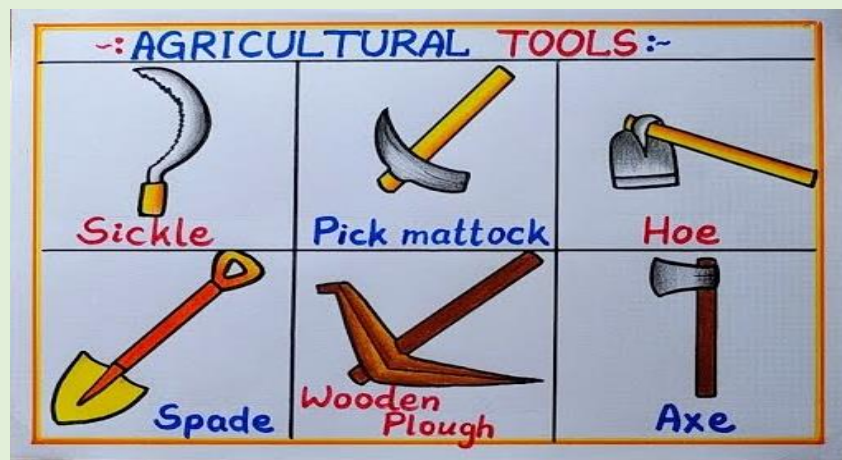 -: AGRICULTURAL TOOLS :-
Sickle
Pick mattock
Hoe
Spade
Wooden
Plough
Axe